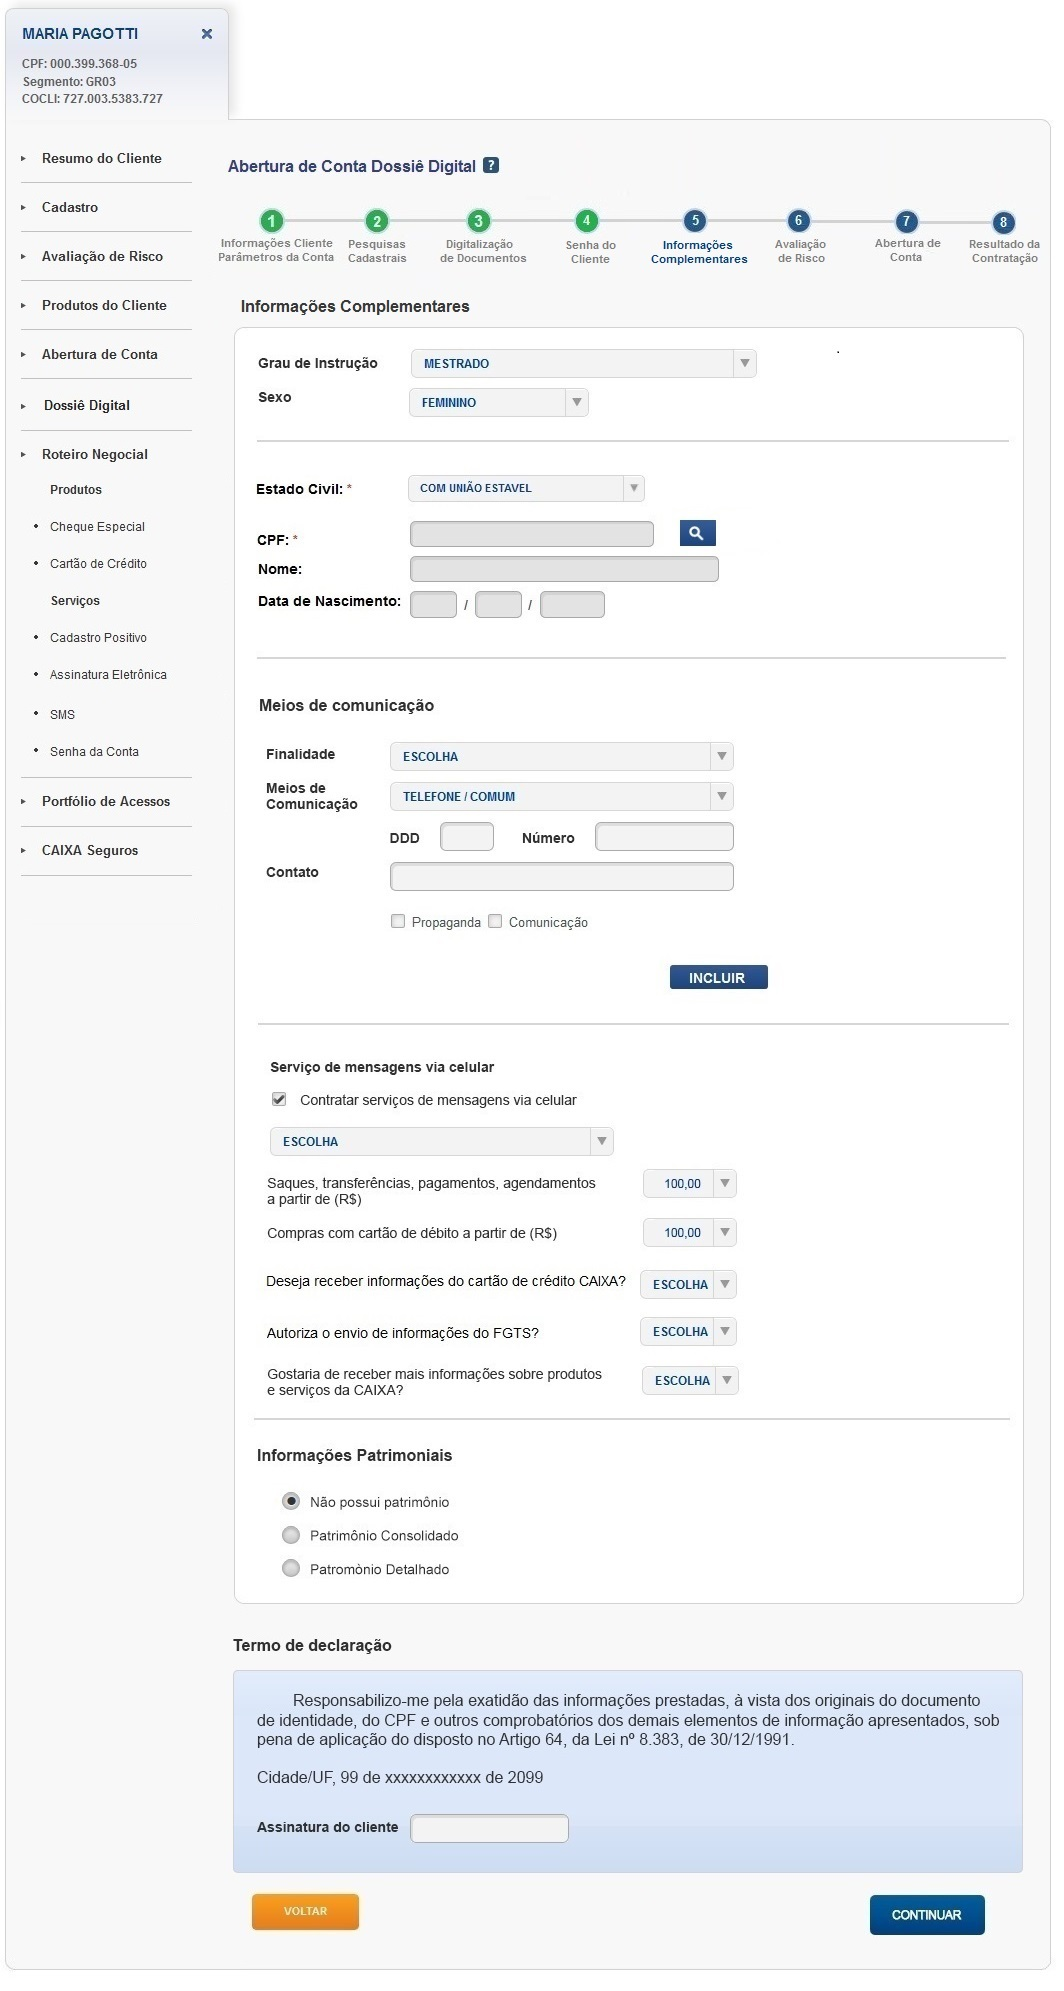 MARIA PAGOTTI
CPF: 000.399.368-05
Segmento: GR03
COCLI: 727.003.5383.727
Resumo do Cliente
Cadastro
Avaliação de Risco
Produtos do Cliente
Abertura de Conta
Dossiê Digital
Roteiro Negocial
Produtos
Cheque Especial
Cartão de Crédito
Serviços
Cadastro Positivo
Assinatura Eletrônica
SMS
Senha da Conta
Portfólio de Acessos
CAIXA Seguros
Abertura de Conta Dossiê Digital ?
1 Informações Cliente
Parâmetros da Conta
2 Pesquisas
Cadastrais
3 Digitalização
de Documentos
4 Senha do
Cliente
5 Informações
Complementares
6 Avaliação
de Risco
7 Abertura de
Conta
8 Resultado da
Contratação
Informações Complementares
Grau de Instrução MESTRADO
Sexo FEMININO
Estado Civil: * COM UNIÃO ESTAVEL
CPF: *
Nome:
Data de Nascimento: / /
Meios de comunicação
Finalidade ESCOLHA
Meios de
Comunicação TELEFONE / COMUM
DDD Número
Contato
Propaganda Comunicação
INCLUIR
Serviço de mensagens via celular
Contratar serviços de mensagens via celular
ESCOLHA
Saques, transferências, pagamentos, agendamentos
a partir de (R$) 100,00
Compras com cartão de débito a partir de (R$) 100,00
Deseja receber informações do cartão de crédito CAIXA? ESCOLHA
Autoriza o envio de informações do FGTS? ESCOLHA
Gostaria de receber mais informações sobre produtos
e serviços da CAIXA? ESCOLHA
Informações Patrimoniais
Não possui patrimônio
Patrimônio Consolidado
Patromònio Detalhado
Termo de declaração
Responsabilizo-me pela exatidão das informações prestadas, à vista dos originais do documento
de identidade, do CPF e outros comprobatórios dos demais elementos de informação apresentados, sob
pena de aplicação do disposto no Artigo 64, da Lei nº 8.383, de 30/12/1991.
Cidade/UF, 99 de xxxxxxxxxxxx de 2099
Assinatura do cliente
VOLTAR
CONTINUAR